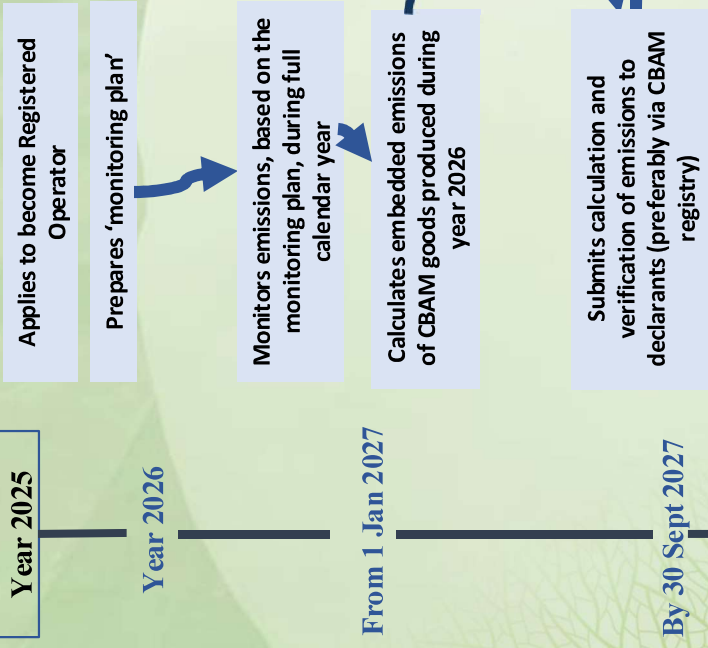 Year 2025
Applies to become Registered
Operator
Prepares ‘monitoring plan’
Year 2026
Monitors emissions, based on the
monitoring plan, during full
calendar year
From 1 Jan 2027
Calculates embedded emissions
of CBAM goods produced during
year 2026
By 30 Sept 2027
Submits calculation and
verification of emissions to
declarants (preferably via CBAM
registry)